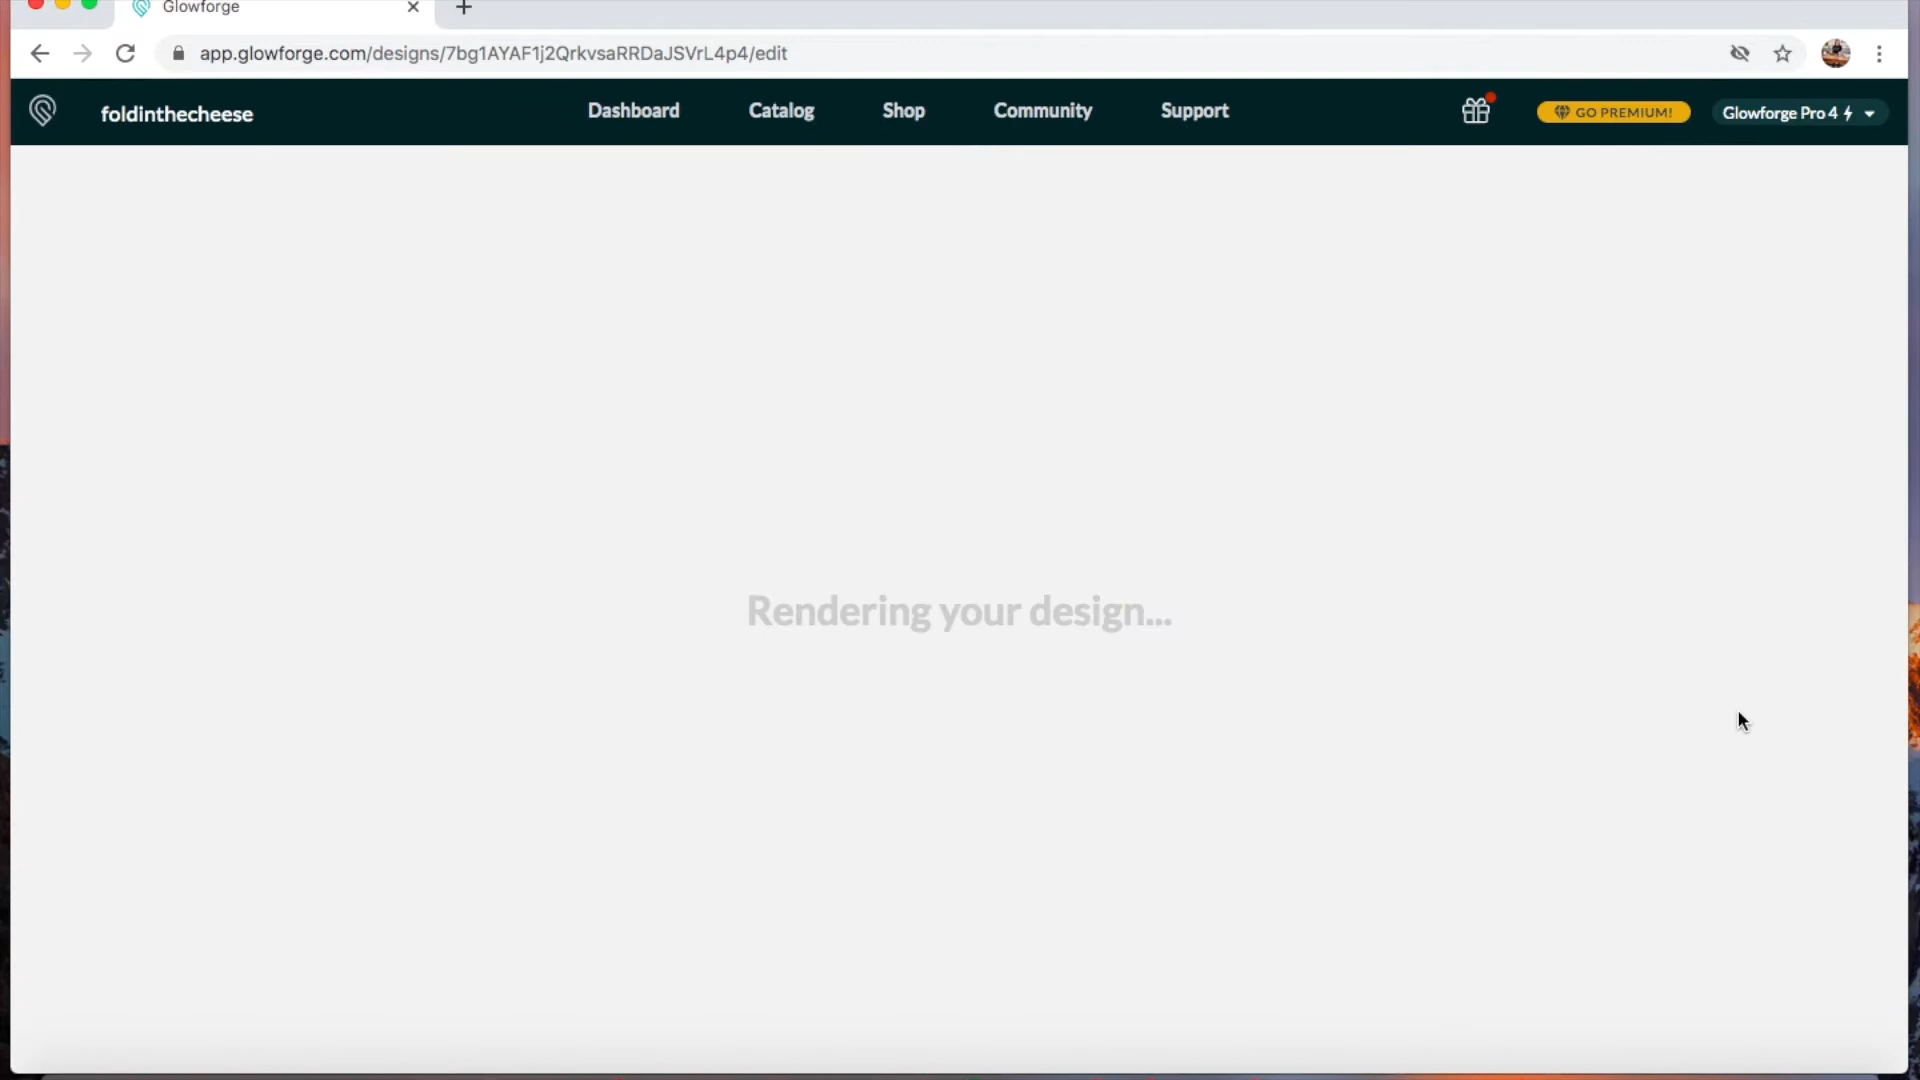 Glowforge
app.glowforge.com/designs/7bg1AYAF1j2QrkvsaRRDaJSVrL4p4/edit
foldinthecheese Dashboard Catalog Shop Community Support GO PREMIUM! Glowforge Pro 4
Rendering your design...